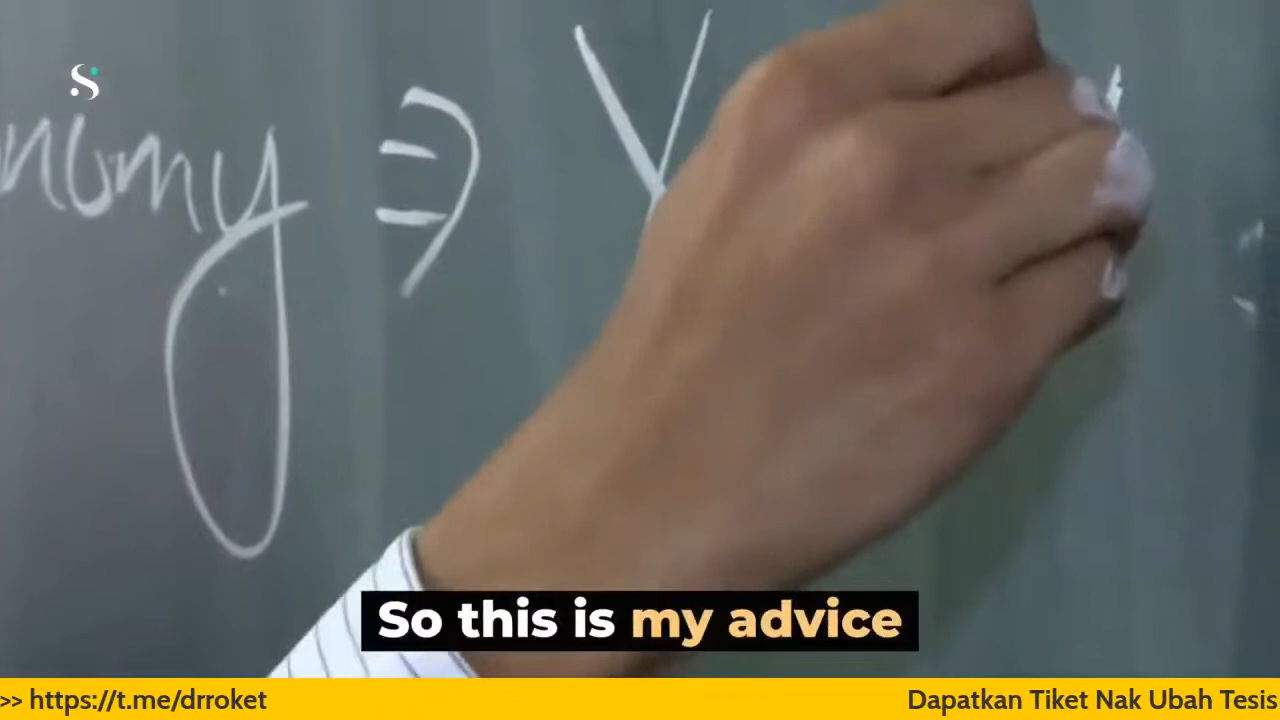 nomy ⇒ Y
So this is my advice
>> https://t.me/drroket
Dapatkan Tiket Nak Ubah Tesis